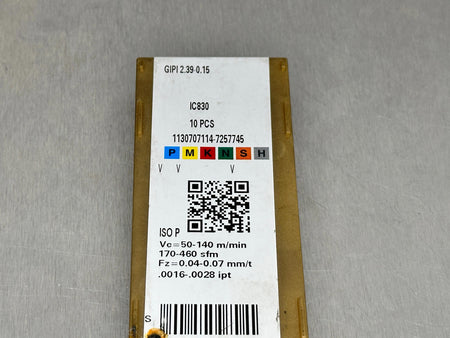 GIPI 2.39-0.15
IC830
10 PCS
1130707114-7257745
P M K N S H
V V V
ISO P
Vc=50-140 m/min
170-460 sfm
Fz=0.04-0.07 mm/t
.0016-.0028 ipt
S